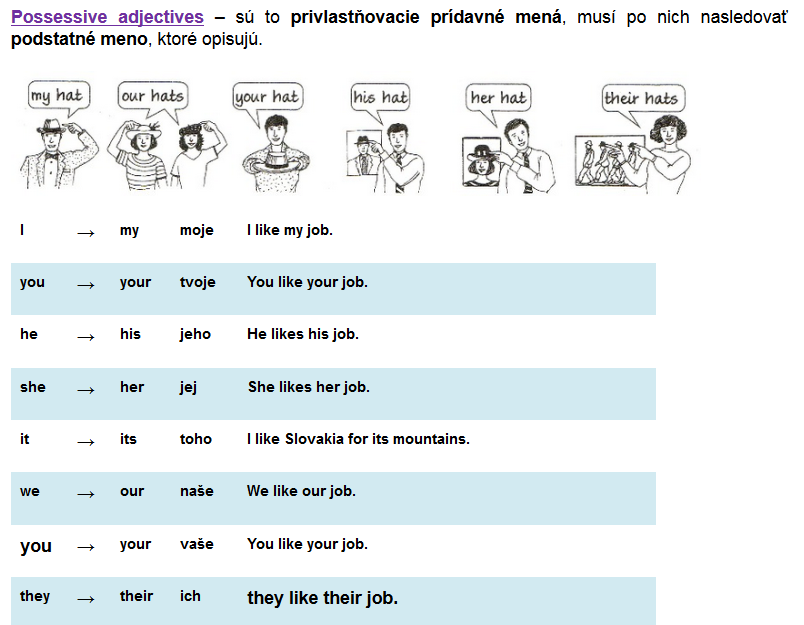 Possessive adjectives – sú to privlastňovacie prídavné mená, musí po nich nasledovať
podstatné meno, ktoré opisujú.
my hat our hats your hat his hat her hat their hats
I → my moje I like my job.
you → your tvoje You like your job.
he → his jeho He likes his job.
she → her jej She likes her job.
it → its toho I like Slovakia for its mountains.
we → our naše We like our job.
you → your vaše You like your job.
they → their ich they like their job.